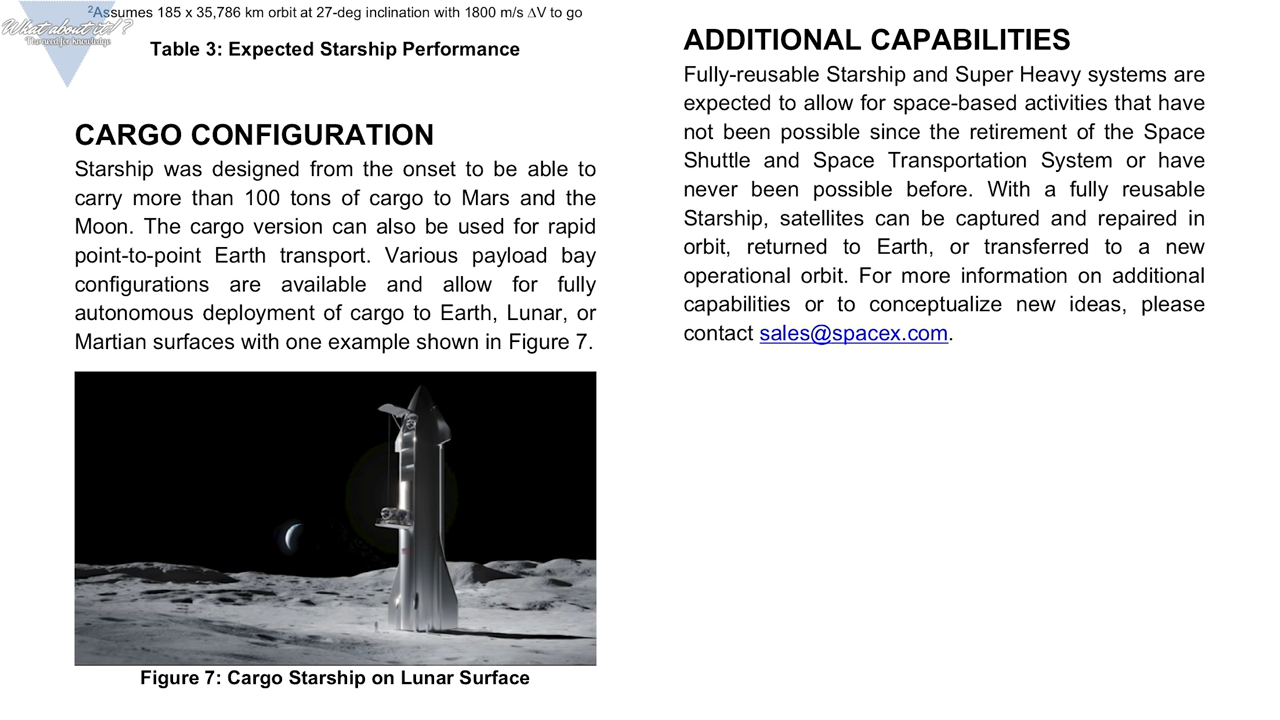 What about it!?
The need for knowledge
²Assumes 185 x 35,786 km orbit at 27-deg inclination with 1800 m/s ΔV to go
Table 3: Expected Starship Performance
CARGO CONFIGURATION
Starship was designed from the onset to be able to
carry more than 100 tons of cargo to Mars and the
Moon. The cargo version can also be used for rapid
point-to-point Earth transport. Various payload bay
configurations are available and allow for fully
autonomous deployment of cargo to Earth, Lunar, or
Martian surfaces with one example shown in Figure 7.
Figure 7: Cargo Starship on Lunar Surface
ADDITIONAL CAPABILITIES
Fully-reusable Starship and Super Heavy systems are
expected to allow for space-based activities that have
not been possible since the retirement of the Space
Shuttle and Space Transportation System or have
never been possible before. With a fully reusable
Starship, satellites can be captured and repaired in
orbit, returned to Earth, or transferred to a new
operational orbit. For more information on additional
capabilities or to conceptualize new ideas, please
contact sales@spacex.com.